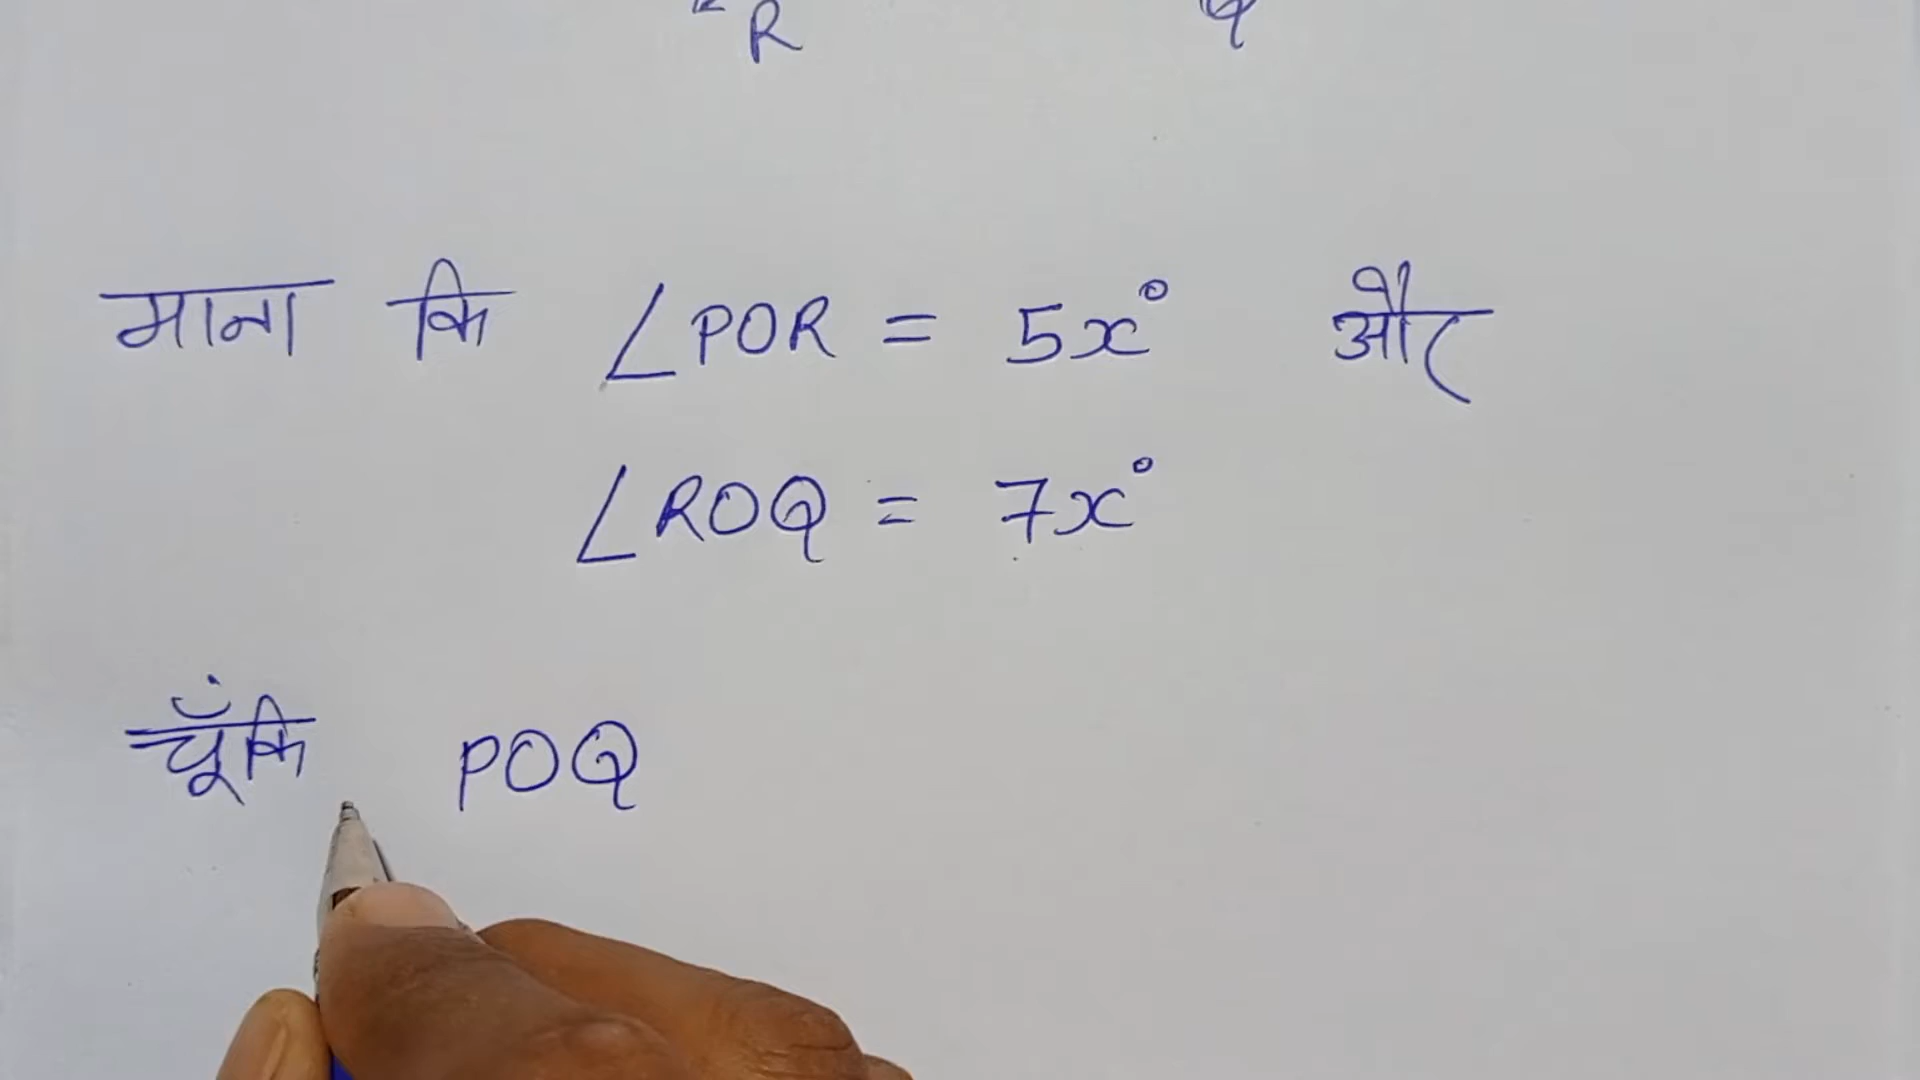 R Q
माना कि ∠POR = 5x° और
∠ROQ = 7x°
चूँकि POQ